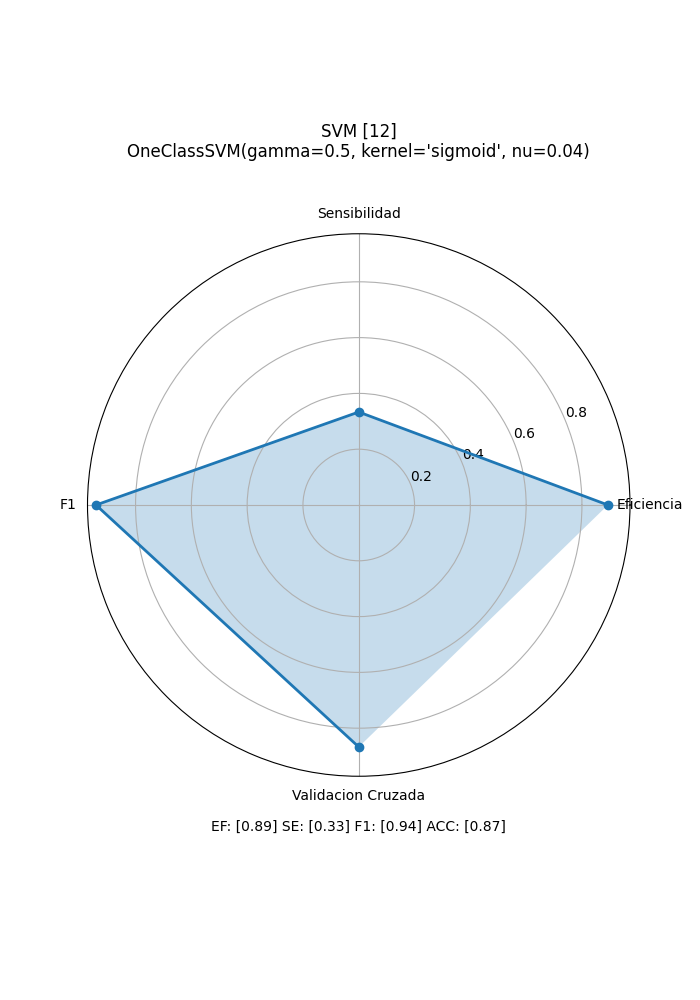 SVM [12]
OneClassSVM(gamma=0.5, kernel='sigmoid', nu=0.04)
Sensibilidad
0.8
0.6
0.4
0.2
F1
Eficiencia
Validacion Cruzada
EF: [0.89] SE: [0.33] F1: [0.94] ACC: [0.87]